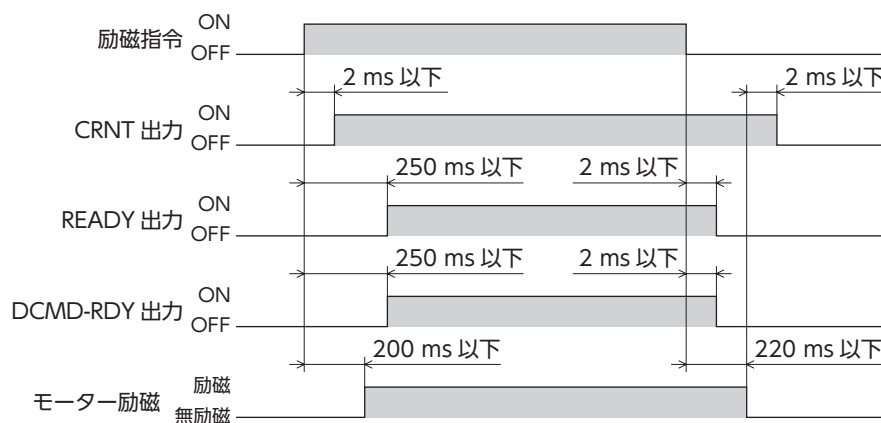 励磁指令 ON
OFF
2 ms 以下 2 ms 以下
CRNT 出力 ON
OFF
250 ms 以下 2 ms 以下
READY 出力 ON
OFF
250 ms 以下 2 ms 以下
DCMD-RDY 出力 ON
OFF
200 ms 以下 220 ms 以下
モーター励磁 励磁
無励磁